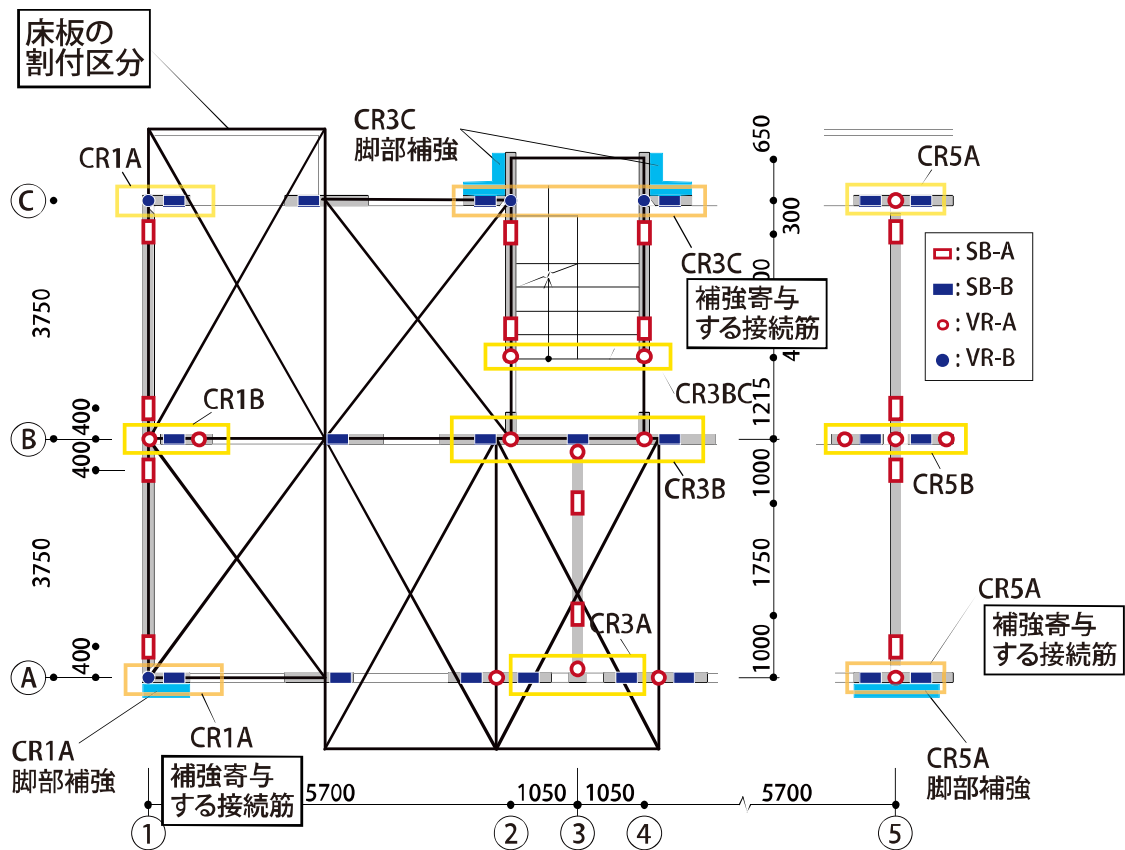 床板の
割付区分
CR3C
脚部補強
CR1A
CR5A
650
C
300
: SB-A
: SB-B
: VR-A
: VR-B
CR3C
補強寄与
する接続筋
3750
00
4
CR3BC
1215
CR1B
400
B
400
CR3B
CR5B
1000
3750
1750
CR3A
CR5A
補強寄与
する接続筋
400
1000
A
CR1A
脚部補強
CR1A
補強寄与
する接続筋
CR5A
脚部補強
5700
1050
1050
5700
1
2
3
4
5